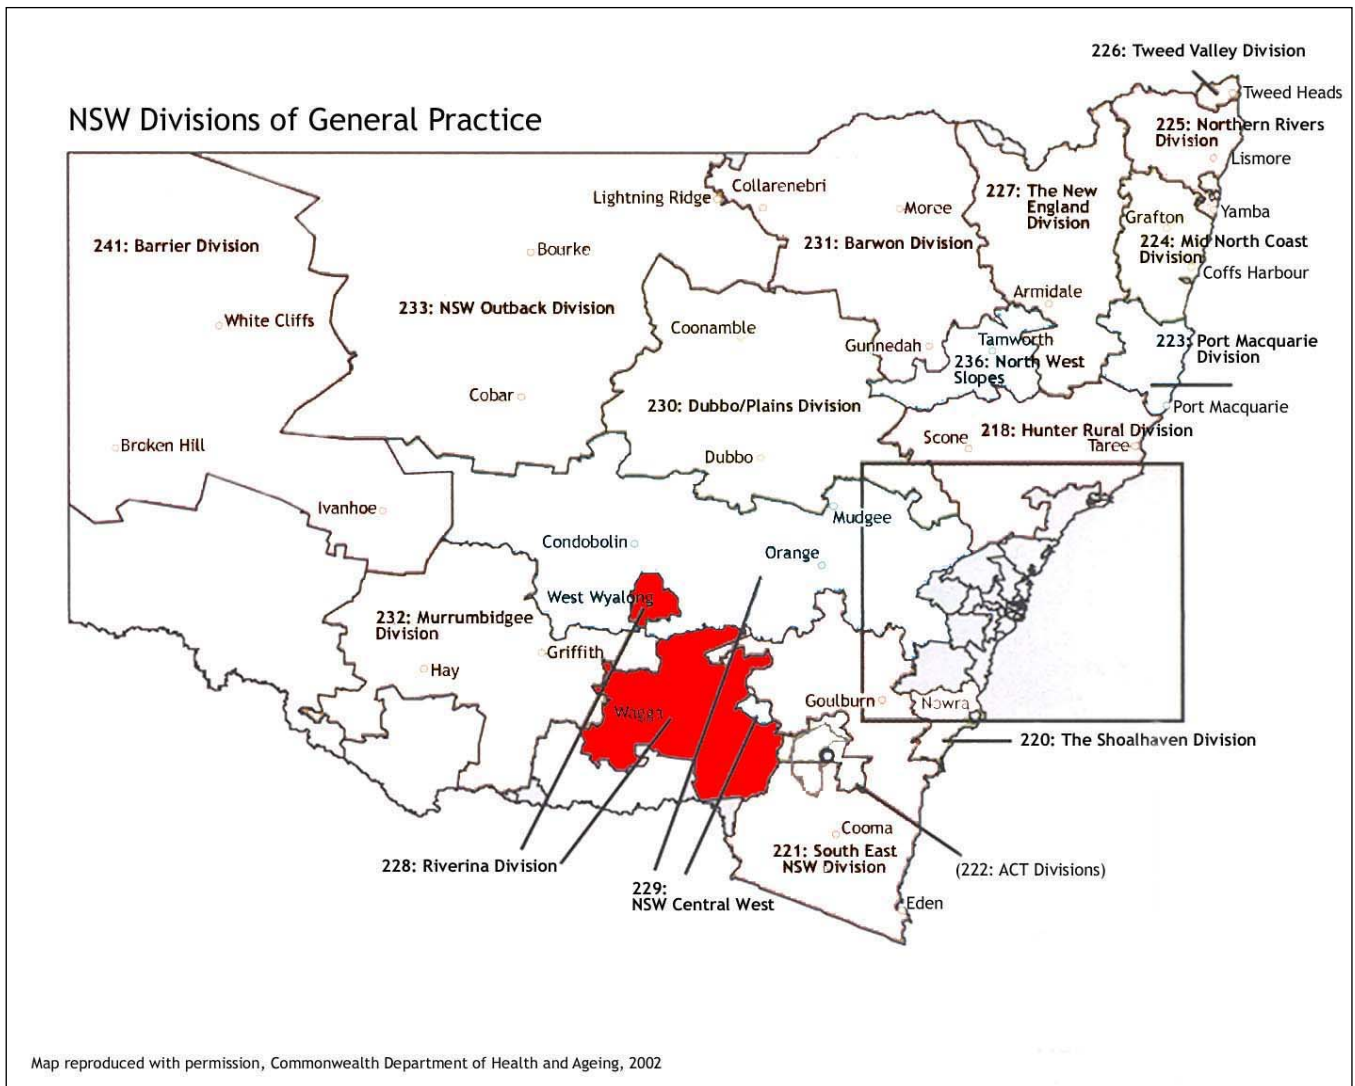 226: Tweed Valley Division
Tweed Heads
NSW Divisions of General Practice
225: Northern Rivers
Division
Lismore
Collarenebri
Lightning Ridge
Moree
227: The New
England
Division
Yamba
Grafton
241: Barrier Division
Bourke
231: Barwon Division
224: Mid North Coast
Division
Coffs Harbour
Armidale
233: NSW Outback Division
White Cliffs
Coonamble
Gunnedah
Tamworth
236: North West
Slopes
223: Port Macquarie
Division
Cobar
230: Dubbo/Plains Division
Port Macquarie
Broken Hill
Scone
218: Hunter Rural Division
Taree
Dubbo
Ivanhoe
Mudgee
Condobolin
Orange
West Wyalong
232: Murrumbidgee
Division
Griffith
Hay
Goulburn
Nowra
Wagga
220: The Shoalhaven Division
Cooma
221: South East
NSW Division
228: Riverina Division
(222: ACT Divisions)
229:
NSW Central West
Eden
Map reproduced with permission, Commonwealth Department of Health and Ageing, 2002